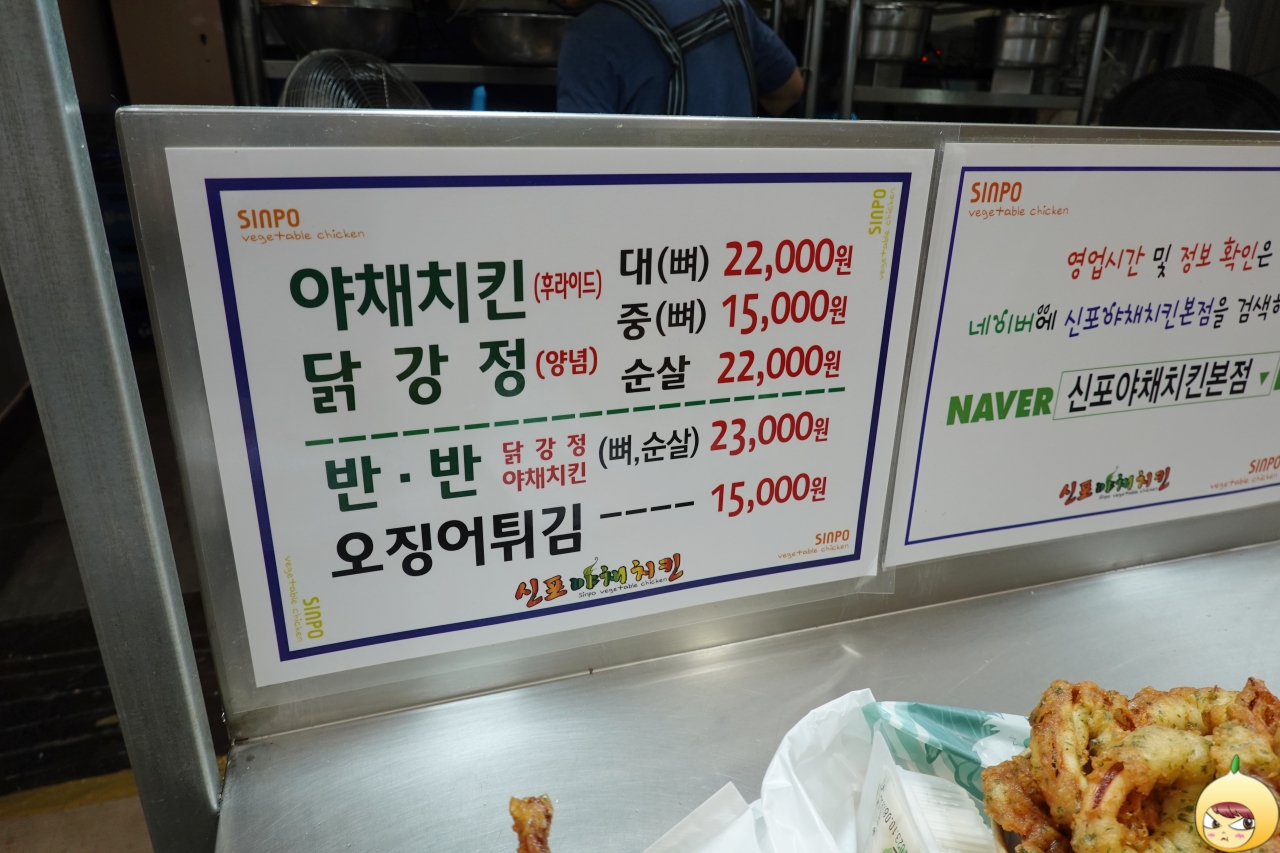 SINPO
vegetable chicken
SINPO
vegetable chicken
야채치킨(후라이드) 대(뼈) 22,000원
중(뼈) 15,000원
닭강정(양념) 순살 22,000원
반·반 닭강정 야채치킨 (뼈,순살) 23,000원
오징어튀김 ---- 15,000원
신포야채치킨
Sinpo vegetable chicken
SINPO
vegetable chicken
SINPO
vegetable chicken
SINPO
vegetable chicken
영업시간 및 정보 확인은
네이버에 신포야채치킨본점을 검색하
NAVER 신포야채치킨본점
신포야채치킨
Sinpo vegetable chicken
SINPO
vegetable chicken